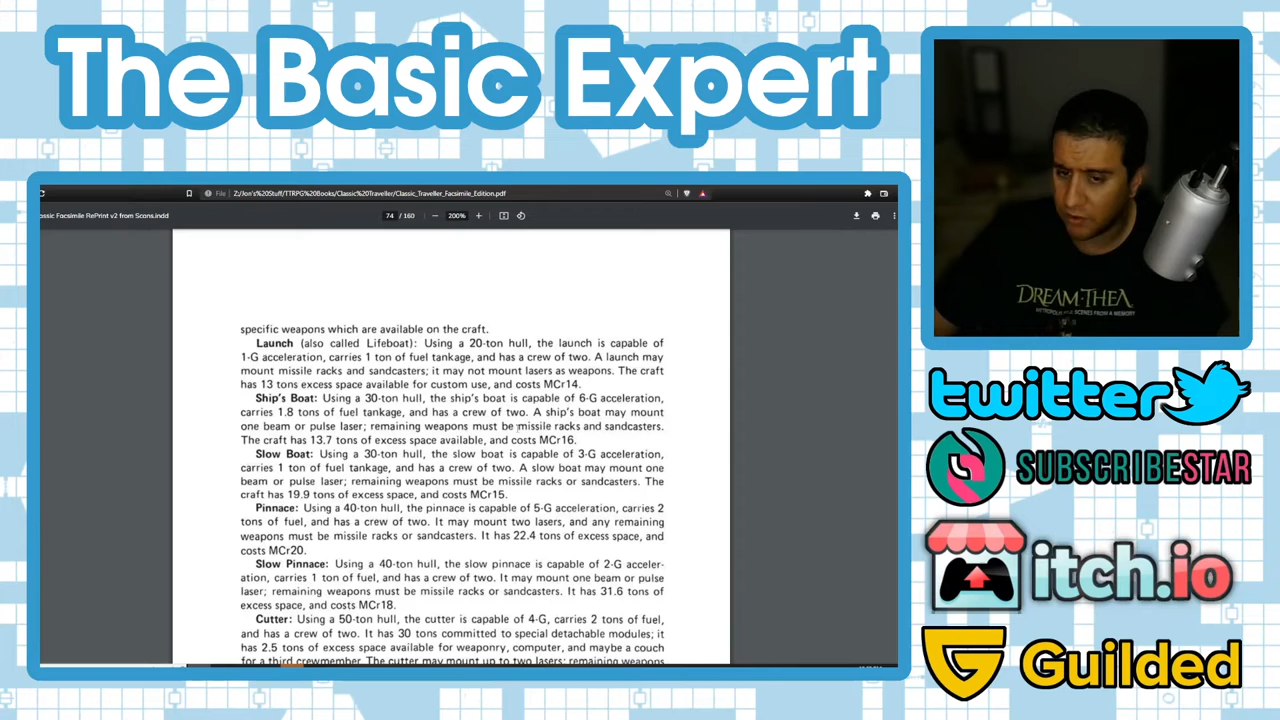 The Basic Expert
File
Z:/Jon's%20Stuff/TTRPG%20Books/Classic%20Traveller/Classic_Traveller_Facsimile_Edition.pdf
assic Facsimile RePrint v2 from Scans.indd
74 / 160
200%
specific weapons which are available on the craft.
Launch (also called Lifeboat): Using a 20-ton hull, the launch is capable of
1-G acceleration, carries 1 ton of fuel tankage, and has a crew of two. A launch may
mount missile racks and sandcasters; it may not mount lasers as weapons. The craft
has 13 tons excess space available for custom use, and costs MCr14.
Ship's Boat: Using a 30-ton hull, the ship's boat is capable of 6-G acceleration,
carries 1.8 tons of fuel tankage, and has a crew of two. A ship's boat may mount
one beam or pulse laser; remaining weapons must be missile racks and sandcasters.
The craft has 13.7 tons of excess space available, and costs MCr16.
Slow Boat: Using a 30-ton hull, the slow boat is capable of 3-G acceleration,
carries 1 ton of fuel tankage, and has a crew of two. A slow boat may mount one
beam or pulse laser; remaining weapons must be missile racks or sandcasters. The
craft has 19.9 tons of excess space, and costs MCr15.
Pinnace: Using a 40-ton hull, the pinnace is capable of 5-G acceleration, carries 2
tons of fuel, and has a crew of two. It may mount two lasers, and any remaining
weapons must be missile racks or sandcasters. It has 22.4 tons of excess space, and
costs MCr20.
Slow Pinnace: Using a 40-ton hull, the slow pinnace is capable of 2-G acceler-
ation, carries 1 ton of fuel, and has a crew of two. It may mount one beam or pulse
laser; remaining weapons must be missile racks or sandcasters. It has 31.6 tons of
excess space, and costs MCr18.
Cutter: Using a 50-ton hull, the cutter is capable of 4-G, carries 2 tons of fuel,
and has a crew of two. It has 30 tons committed to special detachable modules; it
has 2.5 tons of excess space available for weaponry, computer, and maybe a couch
for a third crewmember. The cutter may mount up to two lasers; remaining weapons
DREAM THEA
twitter
SUBSCRIBESTAR
itch.io
Guilded